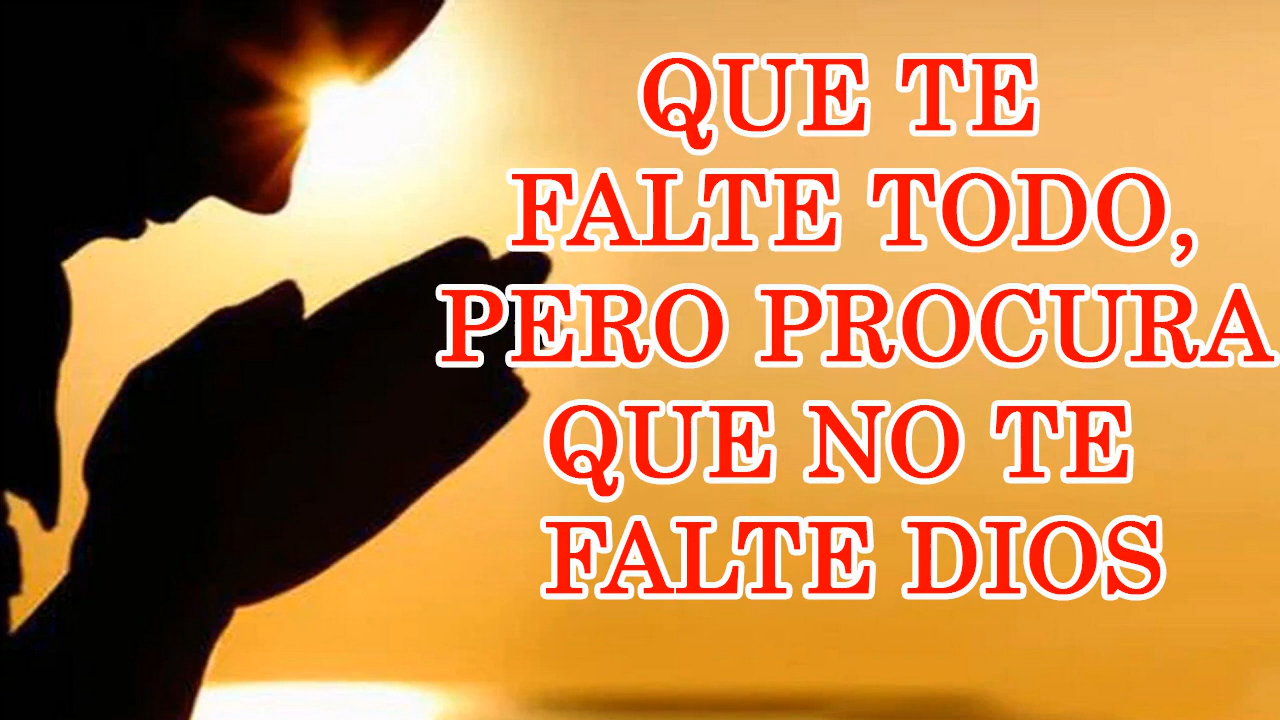 QUE TE
FALTE TODO,
PERO PROCURA
QUE NO TE
FALTE DIOS